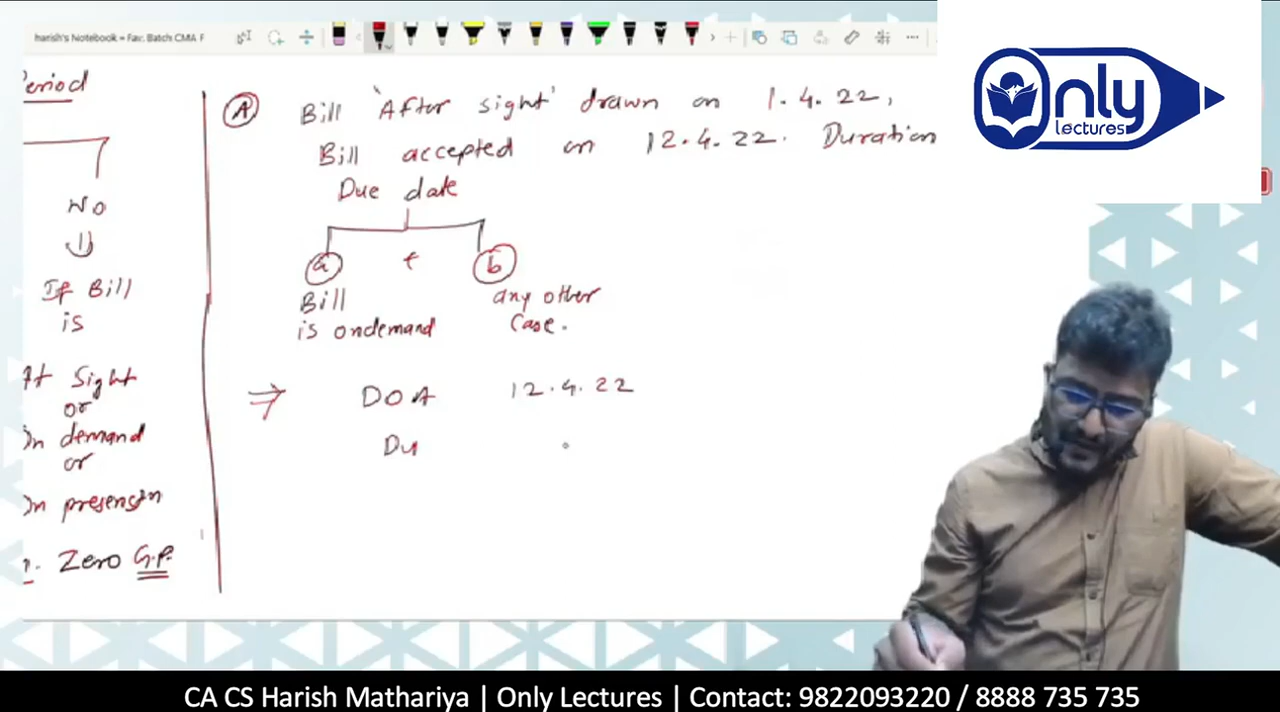 harish's Notebook = Fav. Batch CMA F
Only
lectures
Period
No
If Bill
is
At Sight
or
On demand
or
Zero G.P.
(A) Bill 'After sight' drawn on 1.4.22,
Bill accepted on 12.4.22. Duration
Due date
(a)
(b)
Bill
is ondemand
any other
Case.
⇒ DOA 12.4.22
Du
CA CS Harish Mathariya | Only Lectures | Contact: 9822093220 / 8888 735 735